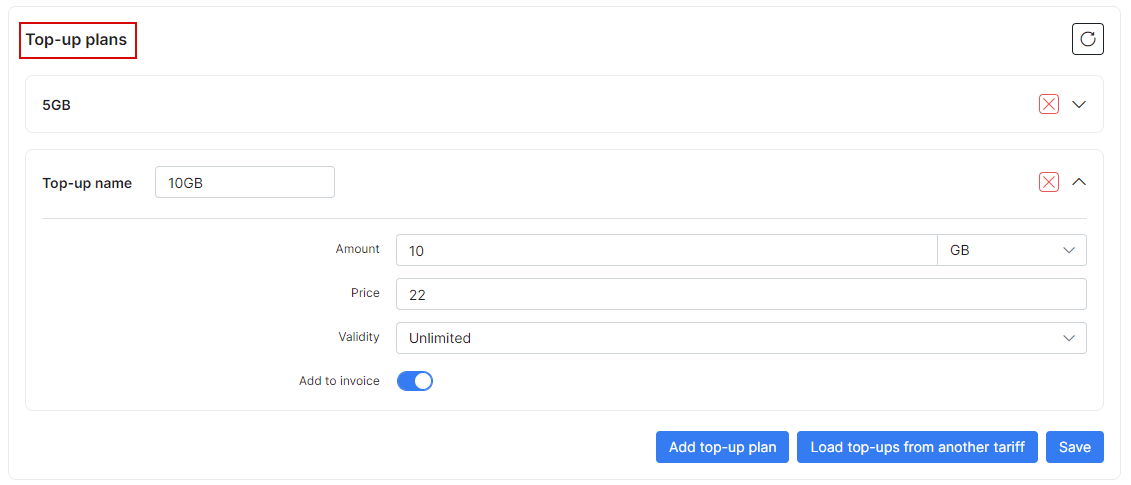 Top-up plans
5GB
Top-up name 10GB
Amount 10 GB
Price 22
Validity Unlimited
Add to invoice
Add top-up plan Load top-ups from another tariff Save